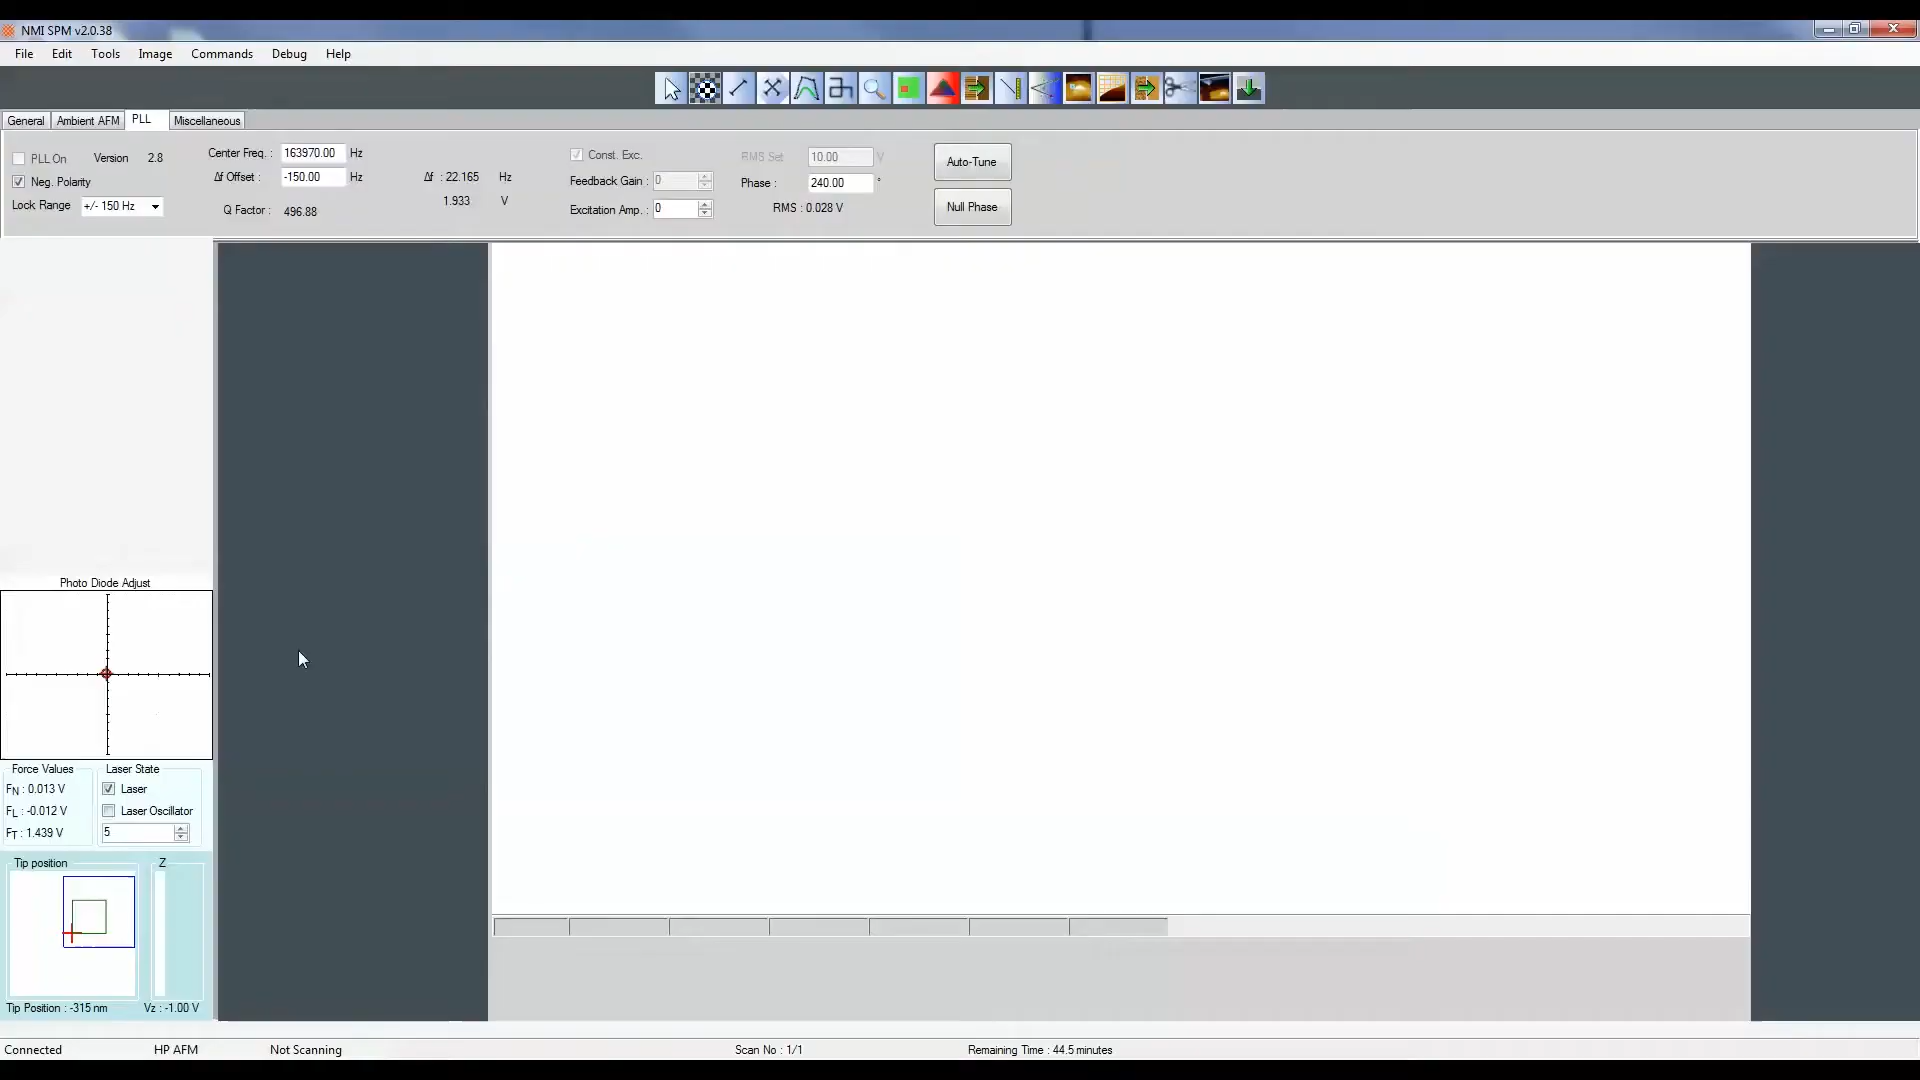 NMI SPM v2.0.38
File Edit Tools Image Commands Debug Help
General Ambient AFM PLL Miscellaneous
PLL On Version 2.8
Neg. Polarity
Lock Range +/- 150 Hz
Center Freq. : 163970.00 Hz
Δf Offset : -150.00 Hz
Q Factor : 496.88
Δf : 22.165 Hz
1.933 V
Const. Exc.
Feedback Gain : 0
Excitation Amp. : 0
RMS Set 10.00 V
Phase : 240.00 °
RMS : 0.028 V
Auto-Tune
Null Phase
Photo Diode Adjust
Force Values
FN : 0.013 V
FL : -0.012 V
FT : 1.439 V
Laser State
Laser
Laser Oscillator
5
Tip position
Z
Tip Position : -315 nm
Vz : -1.00 V
Connected HP AFM Not Scanning Scan No : 1/1 Remaining Time : 44.5 minutes